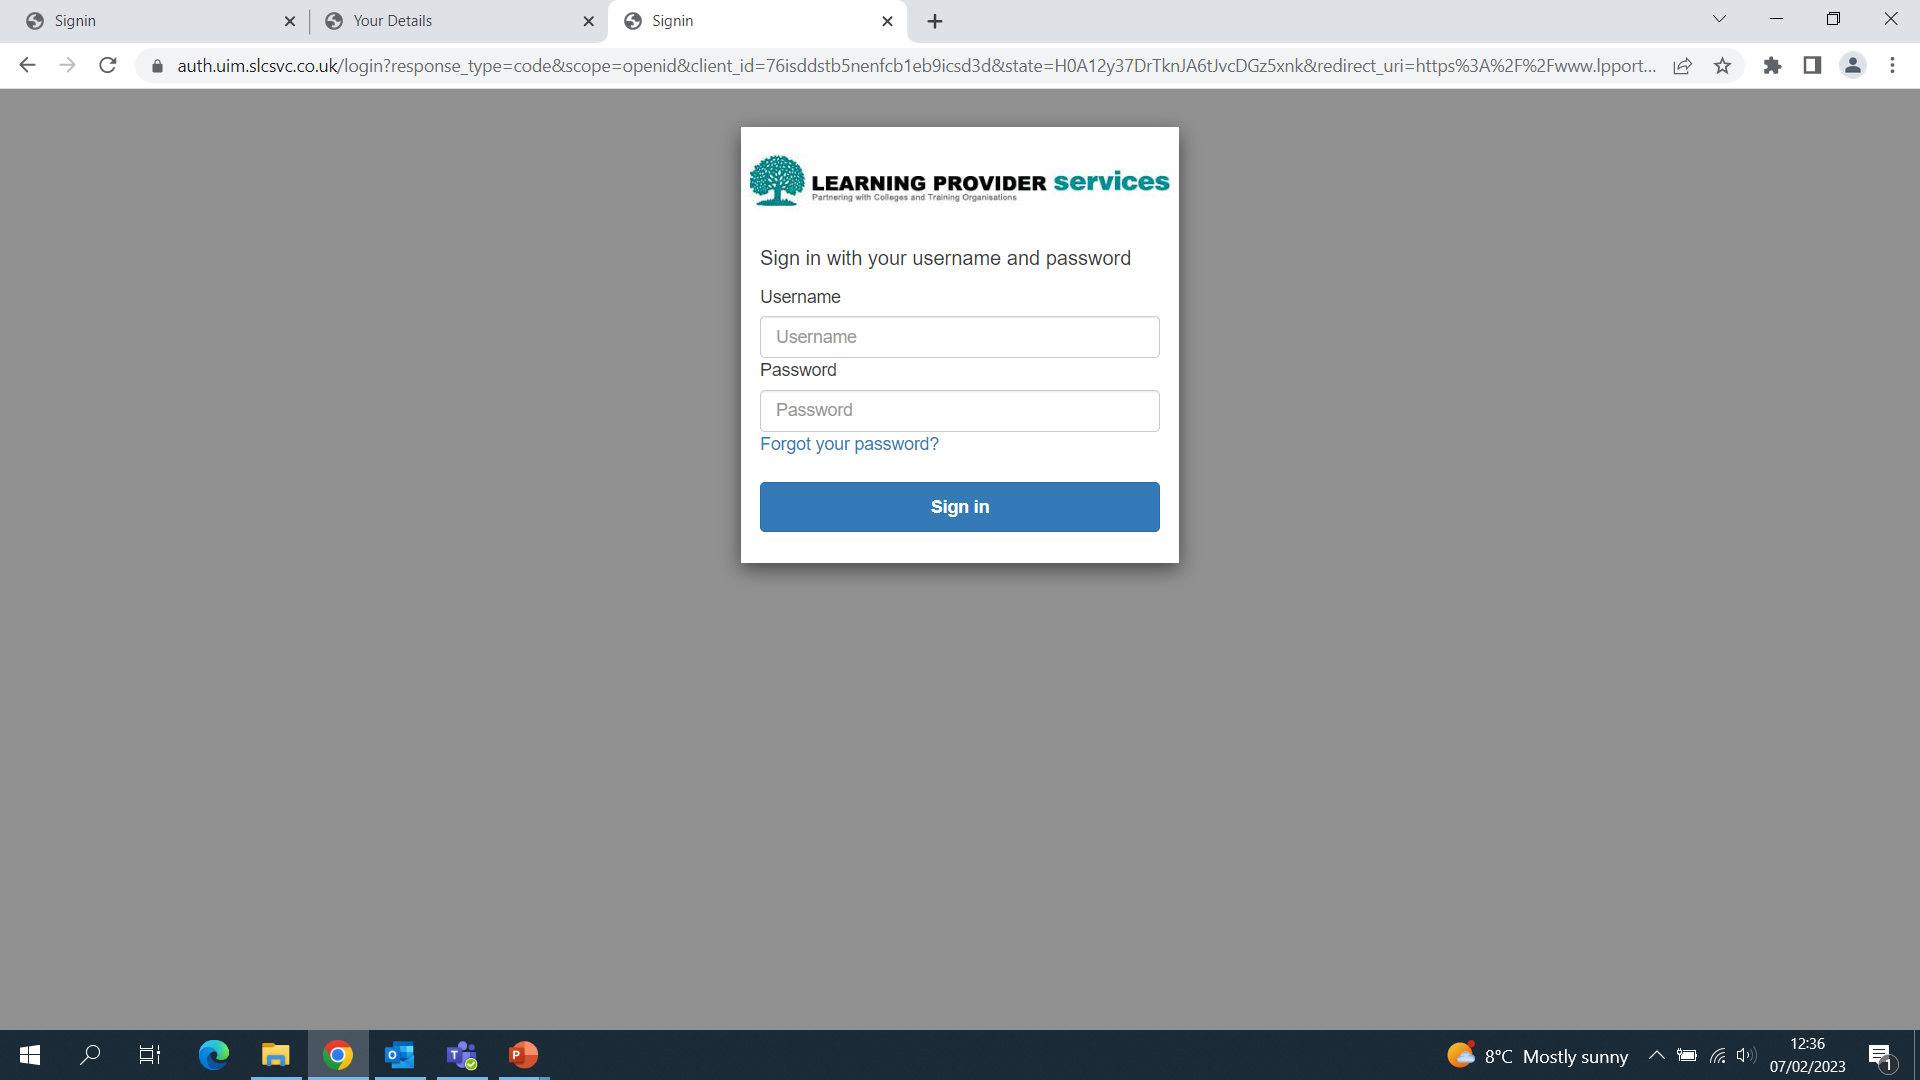 Signin
Your Details
Signin
auth.uim.slcsvc.co.uk/login?response_type=code&scope=openid&client_id=76isddstb5nenfcb1eb9icsd3d&state=H0A12y37DrTknJA6tJvcDGz5xnk&redirect_uri=https%3A%2F%2Fwww.lpport...
LEARNING PROVIDER services
Partnering with Colleges and Training Organisations
Sign in with your username and password
Username
Username
Password
Password
Forgot your password?
Sign in
8°C Mostly sunny
12:36
07/02/2023
1